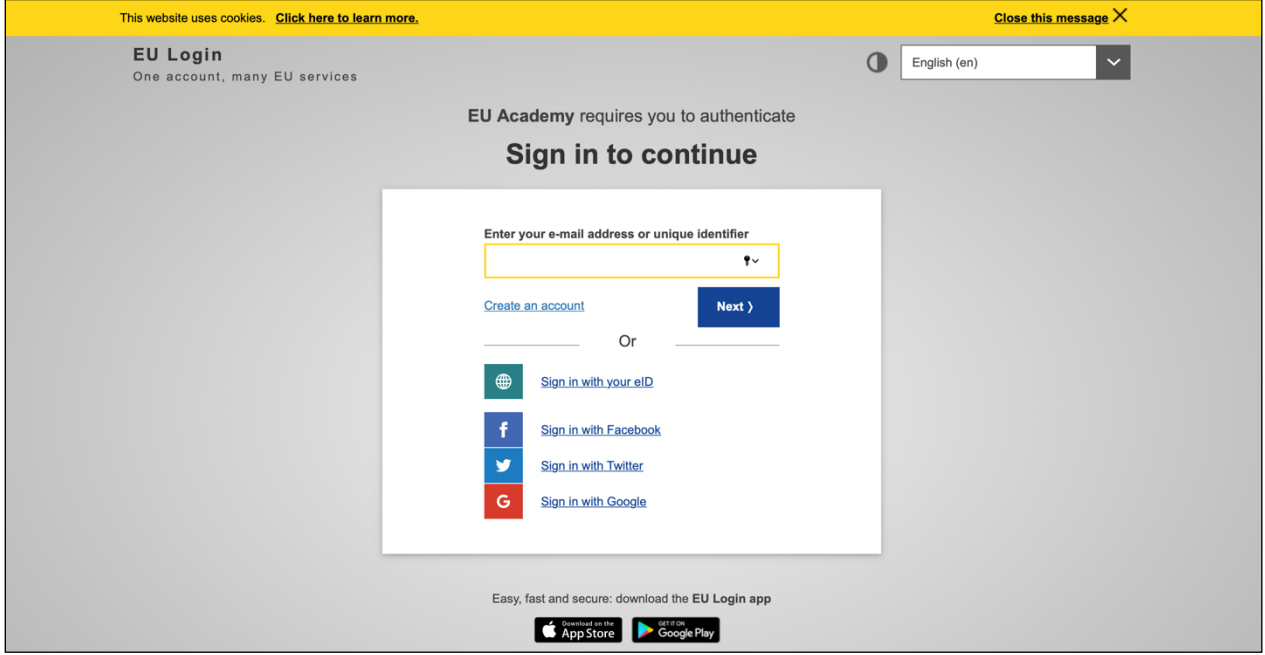 This website uses cookies. Click here to learn more. Close this message
EU Login
One account, many EU services
English (en)
EU Academy requires you to authenticate
Sign in to continue
Enter your e-mail address or unique identifier
Create an account
Next
Or
Sign in with your eID
f Sign in with Facebook
Sign in with Twitter
G Sign in with Google
Easy, fast and secure: download the EU Login app
Download on the
App Store
GET IT ON
Google Play